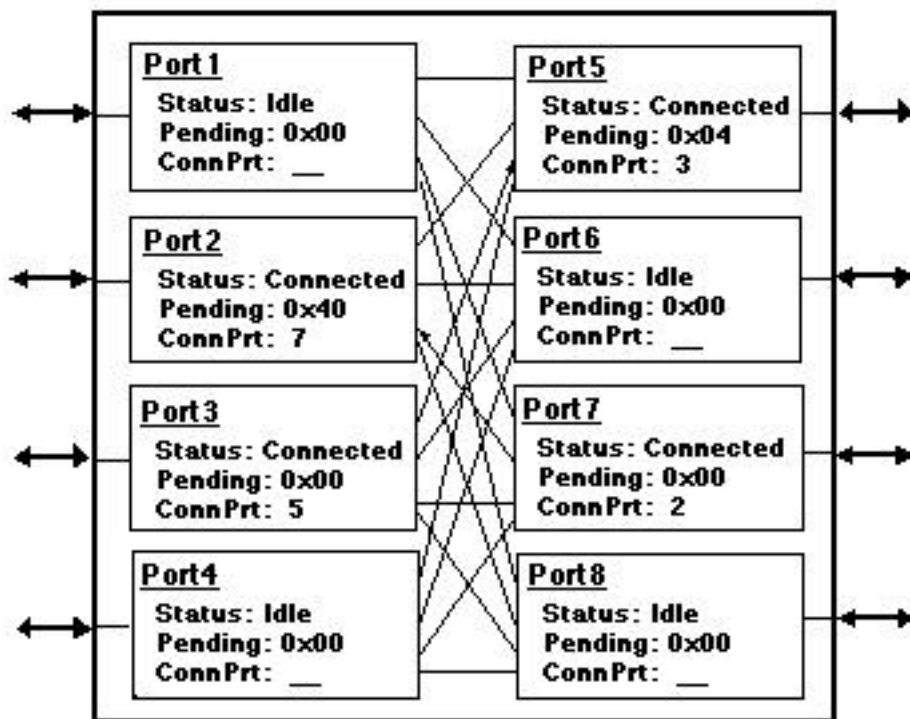 Port1
Status: Idle
Pending: 0x00
ConnPrt: __
Port2
Status: Connected
Pending: 0x40
ConnPrt: 7
Port3
Status: Connected
Pending: 0x00
ConnPrt: 5
Port4
Status: Idle
Pending: 0x00
ConnPrt: __
Port5
Status: Connected
Pending: 0x04
ConnPrt: 3
Port6
Status: Idle
Pending: 0x00
ConnPrt: __
Port7
Status: Connected
Pending: 0x00
ConnPrt: 2
Port8
Status: Idle
Pending: 0x00
ConnPrt: __